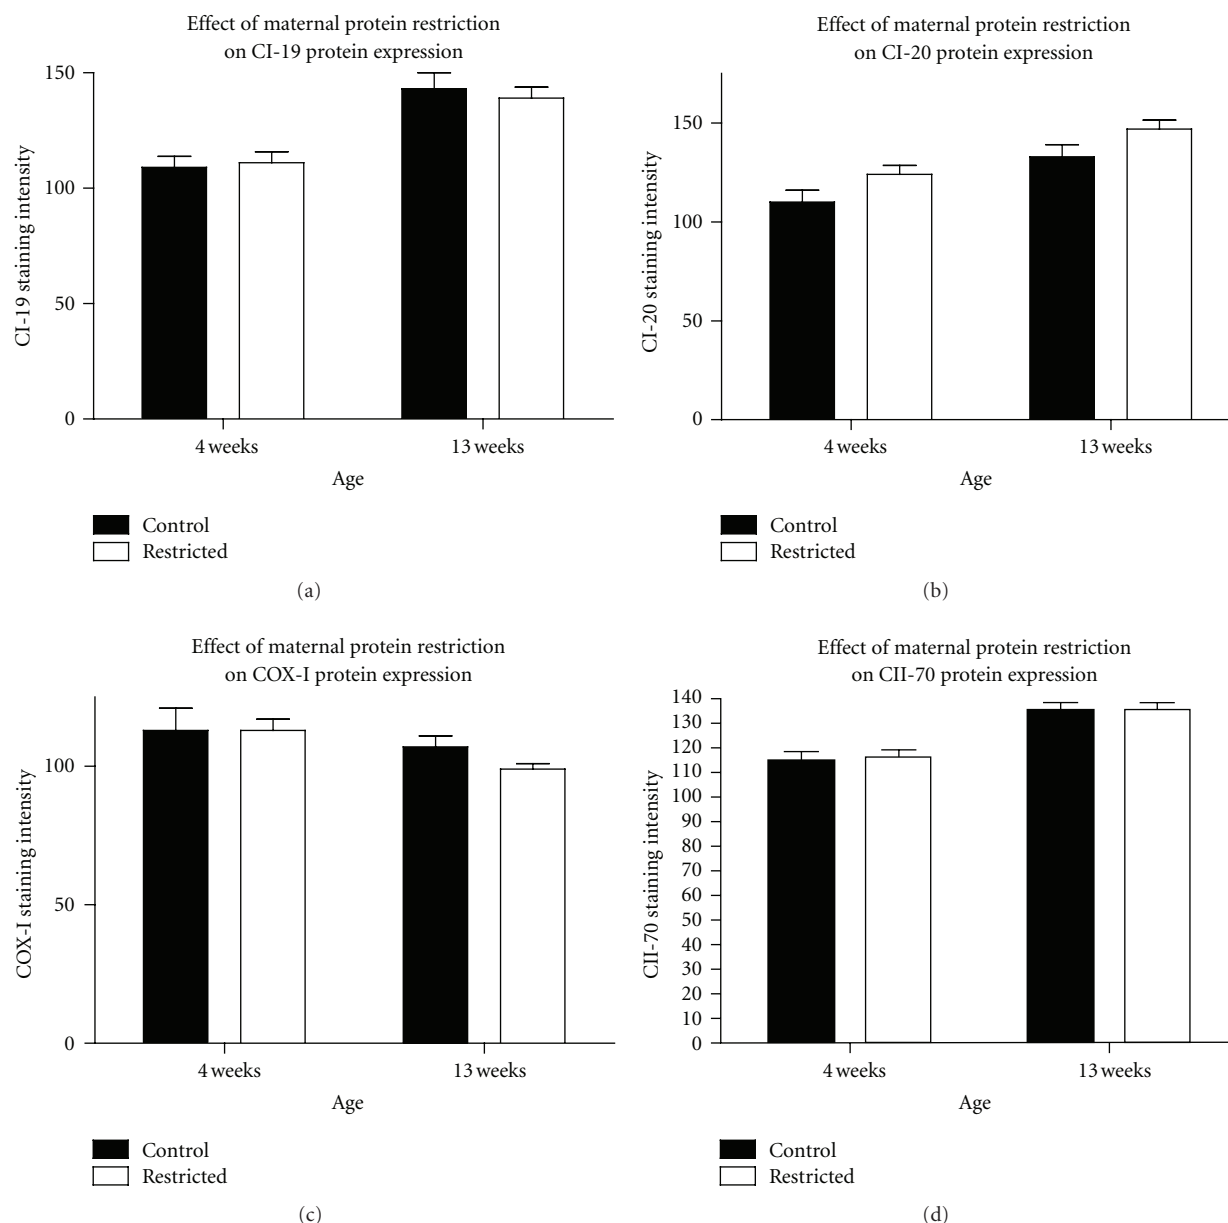 Effect of maternal protein restriction
on CI-19 protein expression
150
100
50
0
CI-19 staining intensity
4 weeks
13 weeks
Age
Control
Restricted
(a)
Effect of maternal protein restriction
on CI-20 protein expression
150
100
50
0
CI-20 staining intensity
4 weeks
13 weeks
Age
Control
Restricted
(b)
Effect of maternal protein restriction
on COX-I protein expression
100
50
0
COX-I staining intensity
4 weeks
13 weeks
Age
Control
Restricted
(c)
Effect of maternal protein restriction
on CII-70 protein expression
140
130
120
110
100
90
80
70
60
50
40
30
20
10
0
CII-70 staining intensity
4 weeks
13 weeks
Age
Control
Restricted
(d)